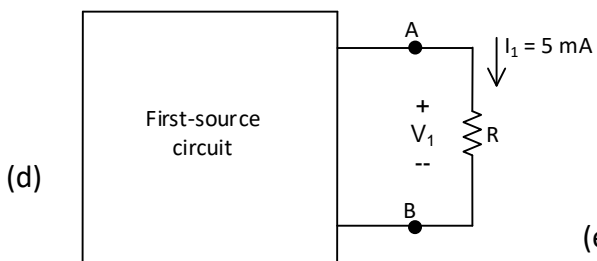 A
I₁ = 5 mA
First-source
circuit
+
V₁
--
R
(d)
B
(e